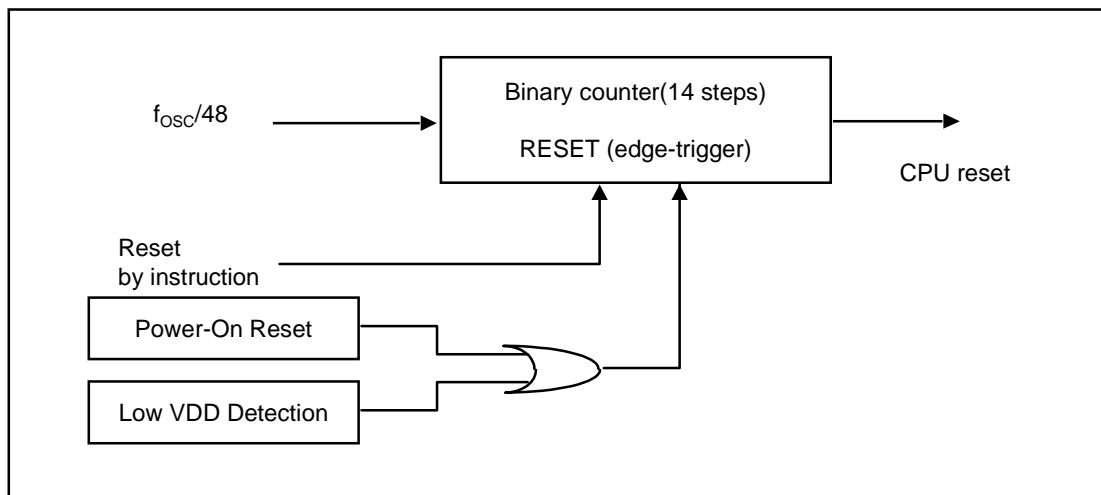 Binary counter(14 steps)
fOSC/48
RESET (edge-trigger)
CPU reset
Reset
by instruction
Power-On Reset
Low VDD Detection